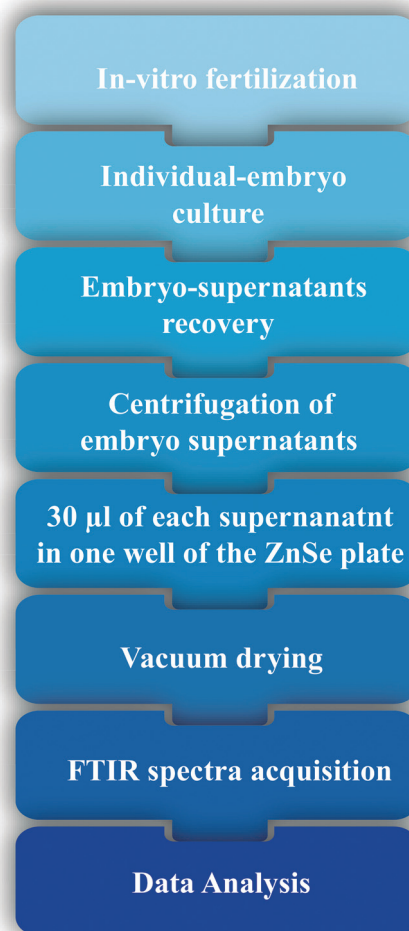 In-vitro fertilization
Individual-embryo
culture
Embryo-supernatants
recovery
Centrifugation of
embryo supernatants
30 µl of each supernanatnt
in one well of the ZnSe plate
Vacuum drying
FTIR spectra acquisition
Data Analysis